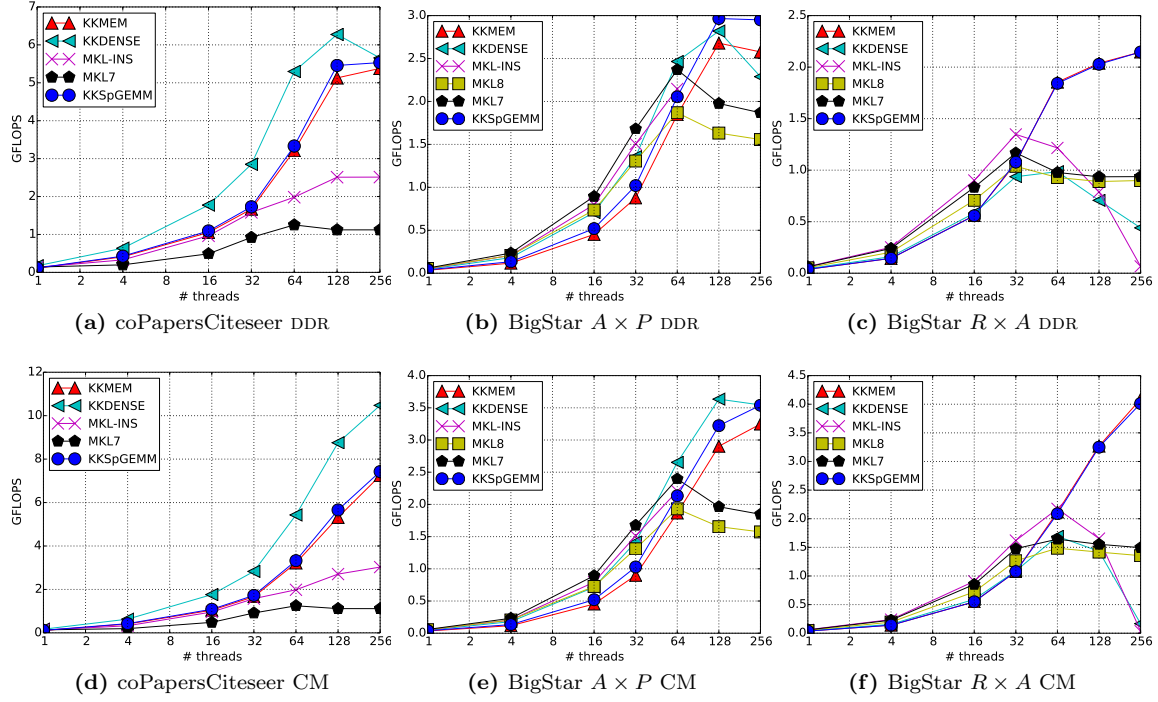 7
6
5
4
3
2
1
0
GFLOPS
KKMEM
KKDENSE
MKL-INS
MKL7
KKSpGEMM
1 2 4 8 16 32 64 128 256
# threads
(a) coPapersCiteseer DDR
3.0
2.5
2.0
1.5
1.0
0.5
0.0
GFLOPS
KKMEM
KKDENSE
MKL-INS
MKL8
MKL7
KKSpGEMM
1 2 4 8 16 32 64 128 256
# threads
(b) BigStar A × P DDR
2.5
2.0
1.5
1.0
0.5
0.0
GFLOPS
KKMEM
KKDENSE
MKL-INS
MKL8
MKL7
KKSpGEMM
1 2 4 8 16 32 64 128 256
# threads
(c) BigStar R × A DDR
12
10
8
6
4
2
0
GFLOPS
KKMEM
KKDENSE
MKL-INS
MKL7
KKSpGEMM
1 2 4 8 16 32 64 128 256
# threads
(d) coPapersCiteseer CM
4.0
3.5
3.0
2.5
2.0
1.5
1.0
0.5
0.0
GFLOPS
KKMEM
KKDENSE
MKL-INS
MKL8
MKL7
KKSpGEMM
1 2 4 8 16 32 64 128 256
# threads
(e) BigStar A × P CM
4.5
4.0
3.5
3.0
2.5
2.0
1.5
1.0
0.5
0.0
GFLOPS
KKMEM
KKDENSE
MKL-INS
MKL8
MKL7
KKSpGEMM
1 2 4 8 16 32 64 128 256
# threads
(f) BigStar R × A CM